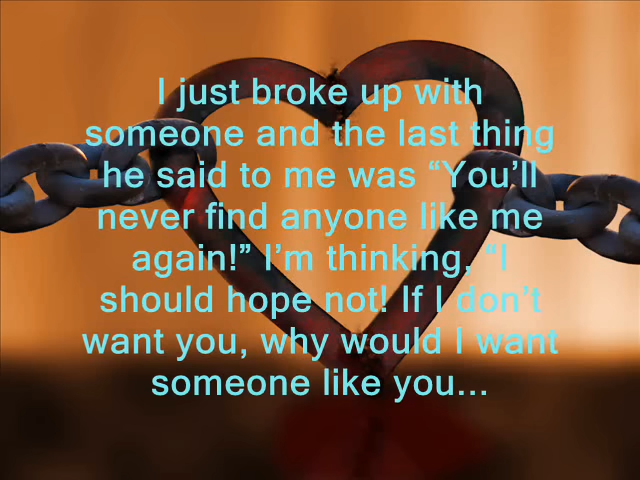 I just broke up with
someone and the last thing
he said to me was “You’ll
never find anyone like me
again!” I’m thinking, “I
should hope not! If I don’t
want you, why would I want
someone like you...